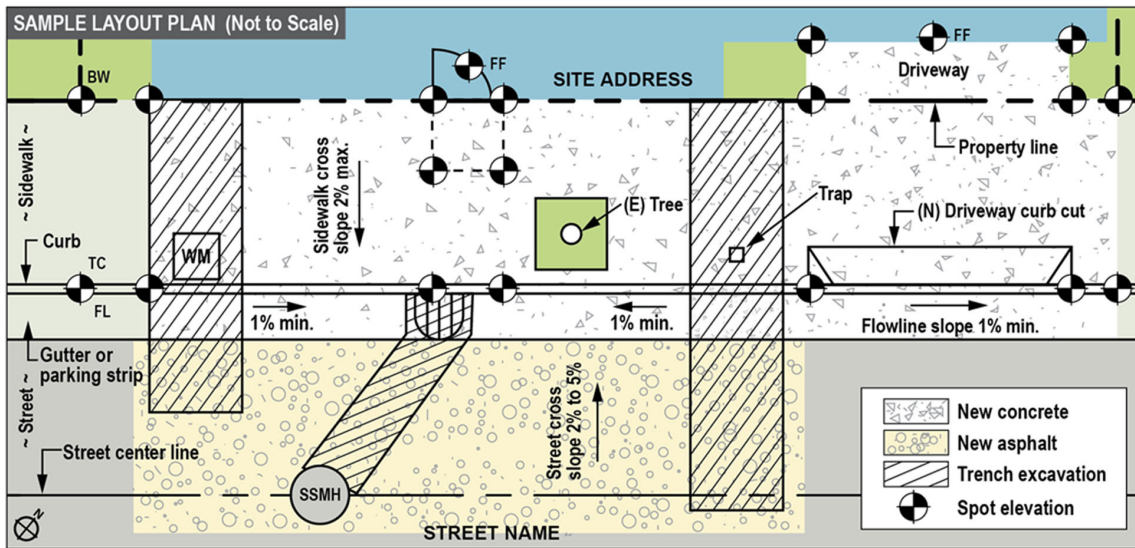 SAMPLE LAYOUT PLAN (Not to Scale)
BW
FF
SITE ADDRESS
FF
Driveway
Property line
~ Sidewalk ~
Sidewalk cross
slope 2% max.
(E) Tree
Trap
(N) Driveway curb cut
Curb
WM
TC
FL
1% min.
1% min.
Flowline slope 1% min.
Gutter or
parking strip
~ Street ~
Street cross
slope 2% to 5%
Street center line
SSMH
N
STREET NAME
New concrete
New asphalt
Trench excavation
Spot elevation